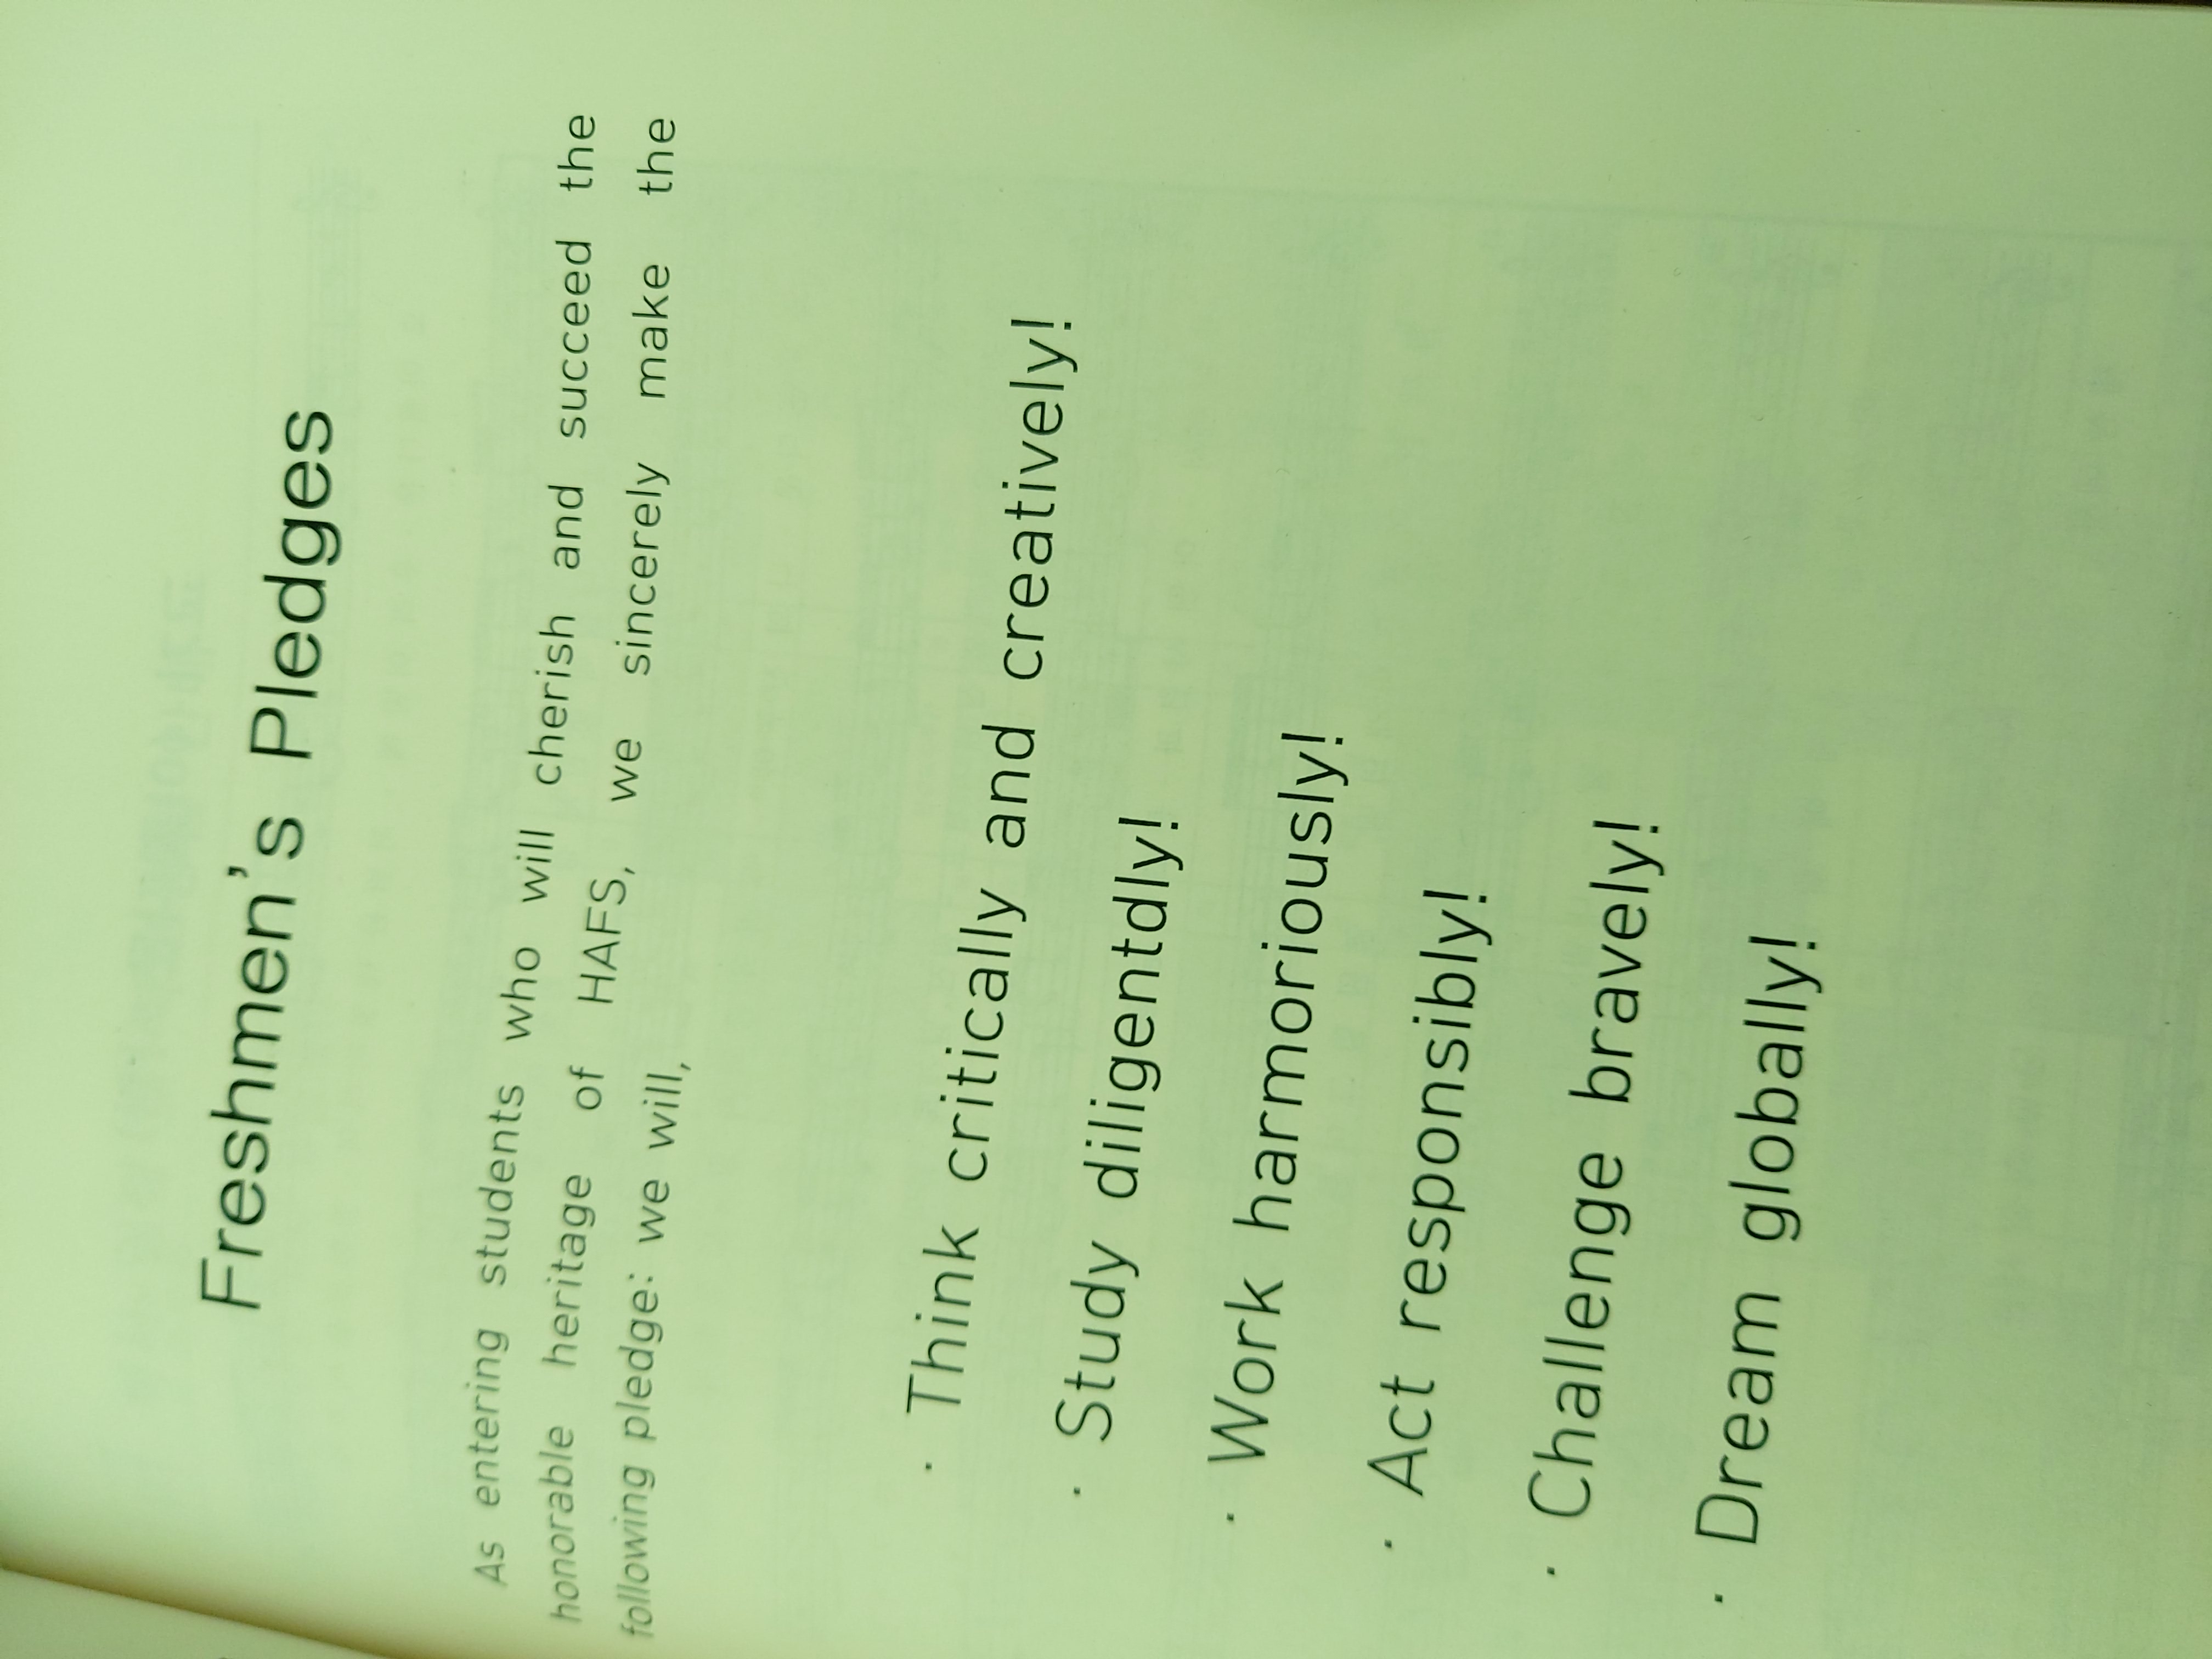 Freshmen's Pledges
As entering students who will cherish and succeed the
honorable heritage of HAFS, we sincerely make the
following pledge: we will,
· Think critically and creatively!
· Study diligentdly!
· Work harmoriously!
· Act responsibly!
· Challenge bravely!
· Dream globally!